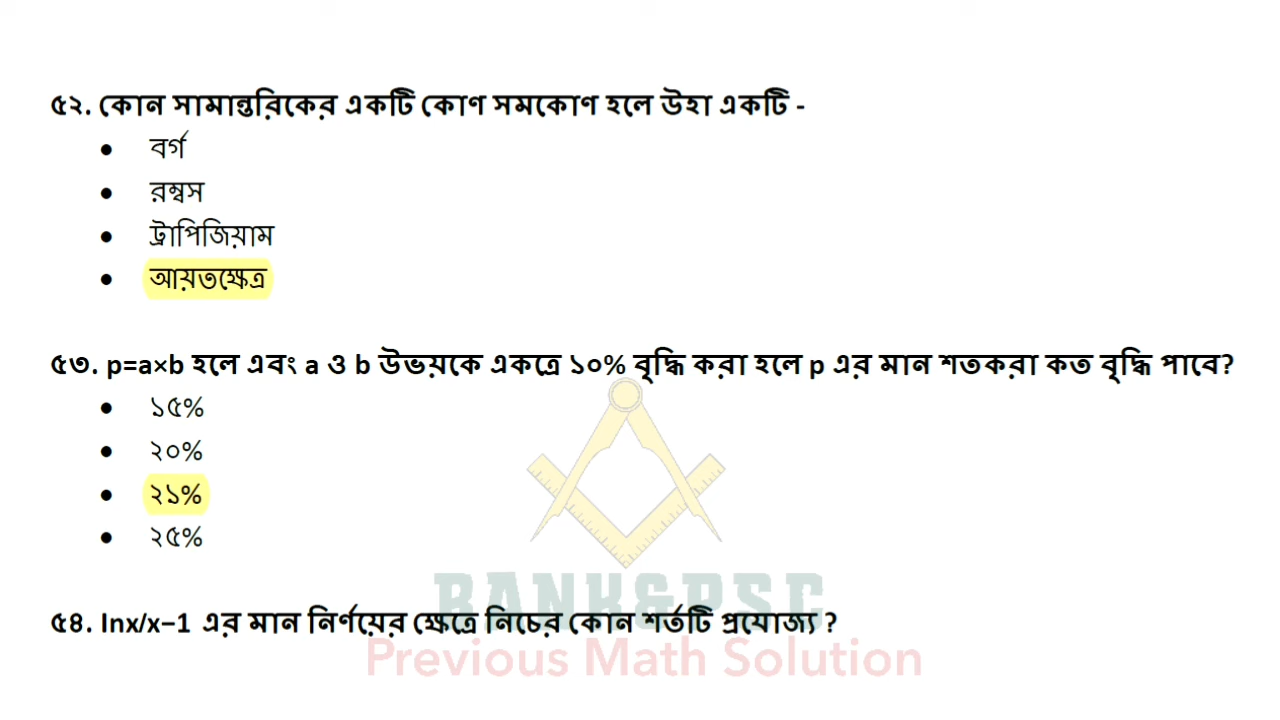 ৫২. কোন সামান্তরিকের একটি কোণ সমকোণ হলে উহা একটি -
• বর্গ
• রম্বস
• ট্রাপিজিয়াম
• আয়তক্ষেত্র
৫৩. p=a×b হলে এবং a ও b উভয়কে একত্রে ১০% বৃদ্ধি করা হলে p এর মান শতকরা কত বৃদ্ধি পাবে?
• ১৫%
• ২০%
• ২১%
• ২৫%
BANK&PSC
৫৪. lnx/x−1 এর মান নির্ণয়ের ক্ষেত্রে নিচের কোন শর্তটি প্রযোজ্য ?
Previous Math Solution